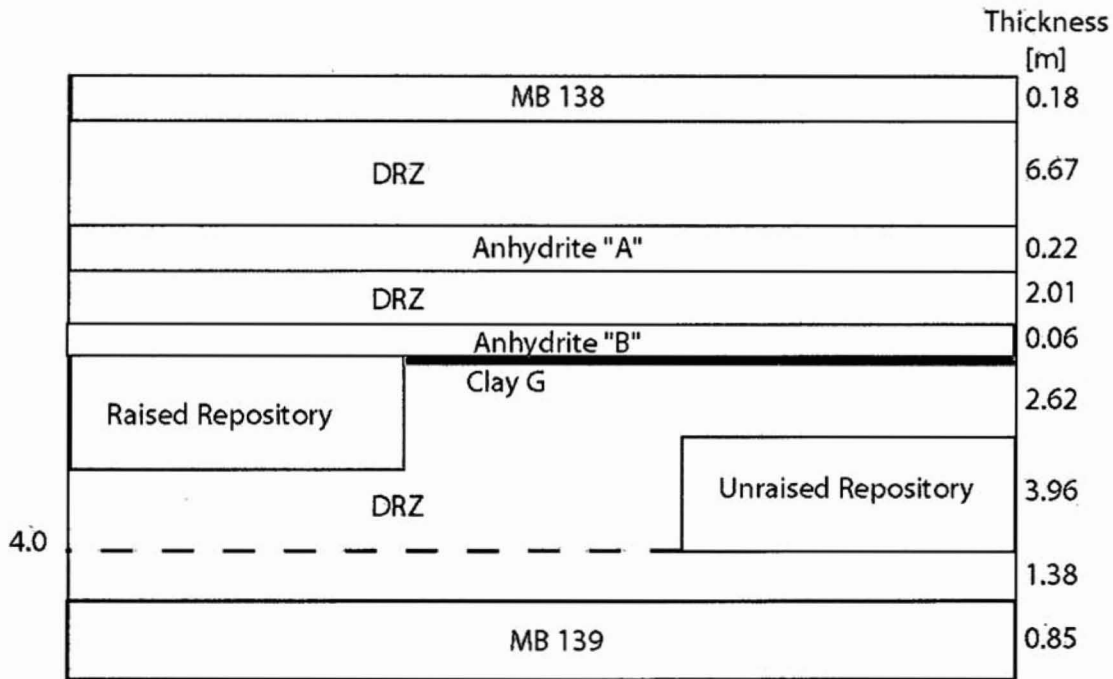 Thickness
[m]
MB 138
0.18
DRZ
6.67
Anhydrite "A"
0.22
DRZ
2.01
Anhydrite "B"
0.06
Clay G
2.62
Raised Repository
Unraised Repository
3.96
DRZ
4.0
1.38
MB 139
0.85